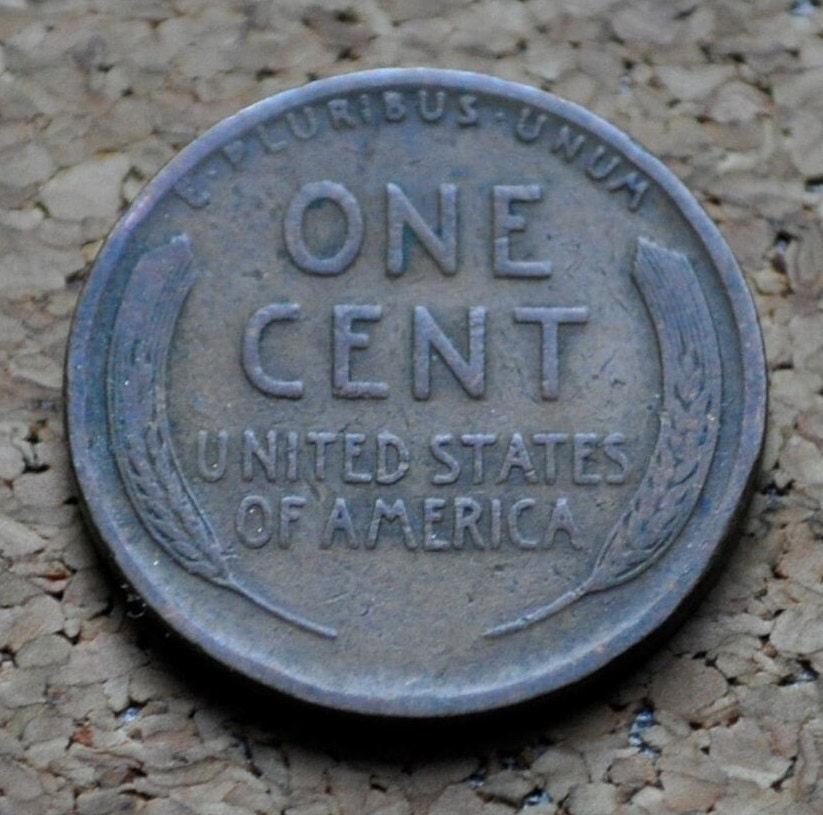 E·PLURIBUS·UNUM
ONE
CENT
UNITED STATES
OF AMERICA